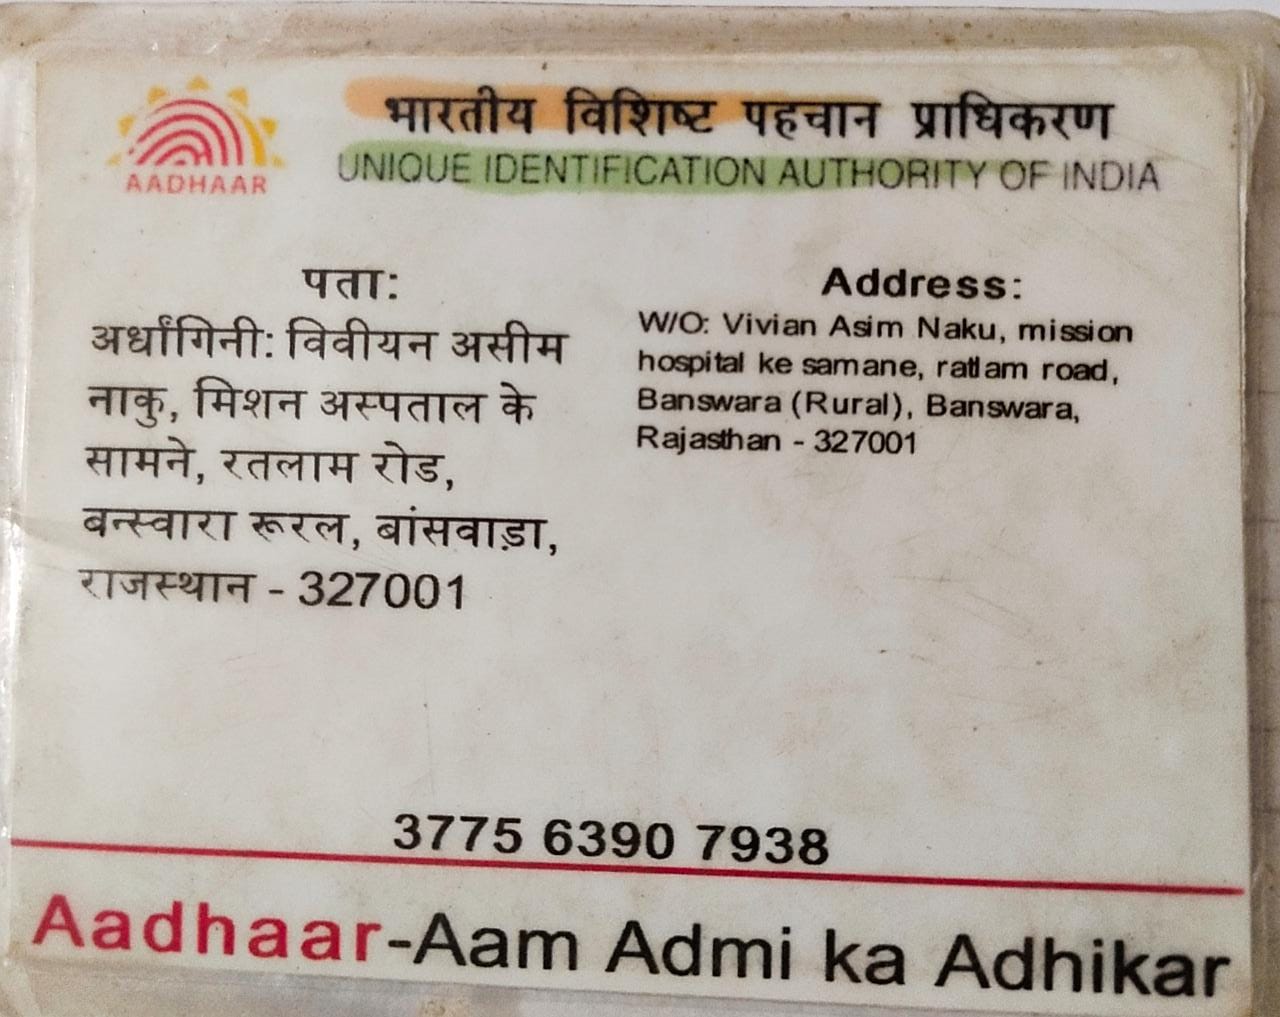 AADHAAR
भारतीय विशिष्ट पहचान प्राधिकरण
UNIQUE IDENTIFICATION AUTHORITY OF INDIA
पता:
अर्धांगिनी: विवीयन असीम
नाकु, मिशन अस्पताल के
सामने, रतलाम रोड,
बन्स्वारा रूरल, बांसवाड़ा,
राजस्थान - 327001
Address:
W/O: Vivian Asim Naku, mission
hospital ke samane, ratlam road,
Banswara (Rural), Banswara,
Rajasthan - 327001
3775 6390 7938
Aadhaar-Aam Admi ka Adhikar